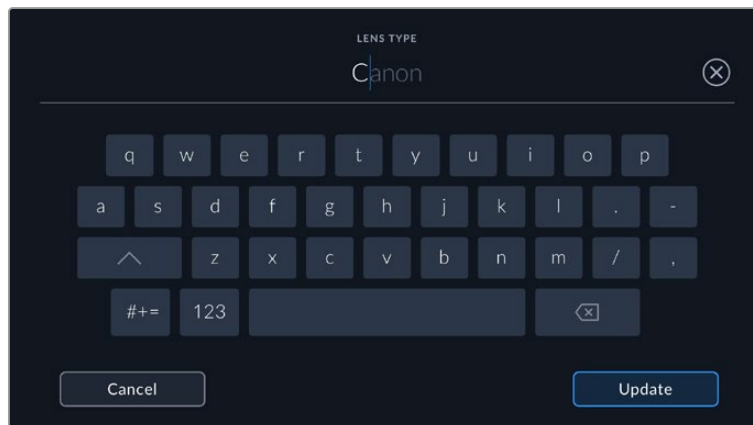 LENS TYPE
Canon
q w e r t y u i o p
a s d f g h j k l . -
z x c v b n m / ,
#+= 123
Cancel Update